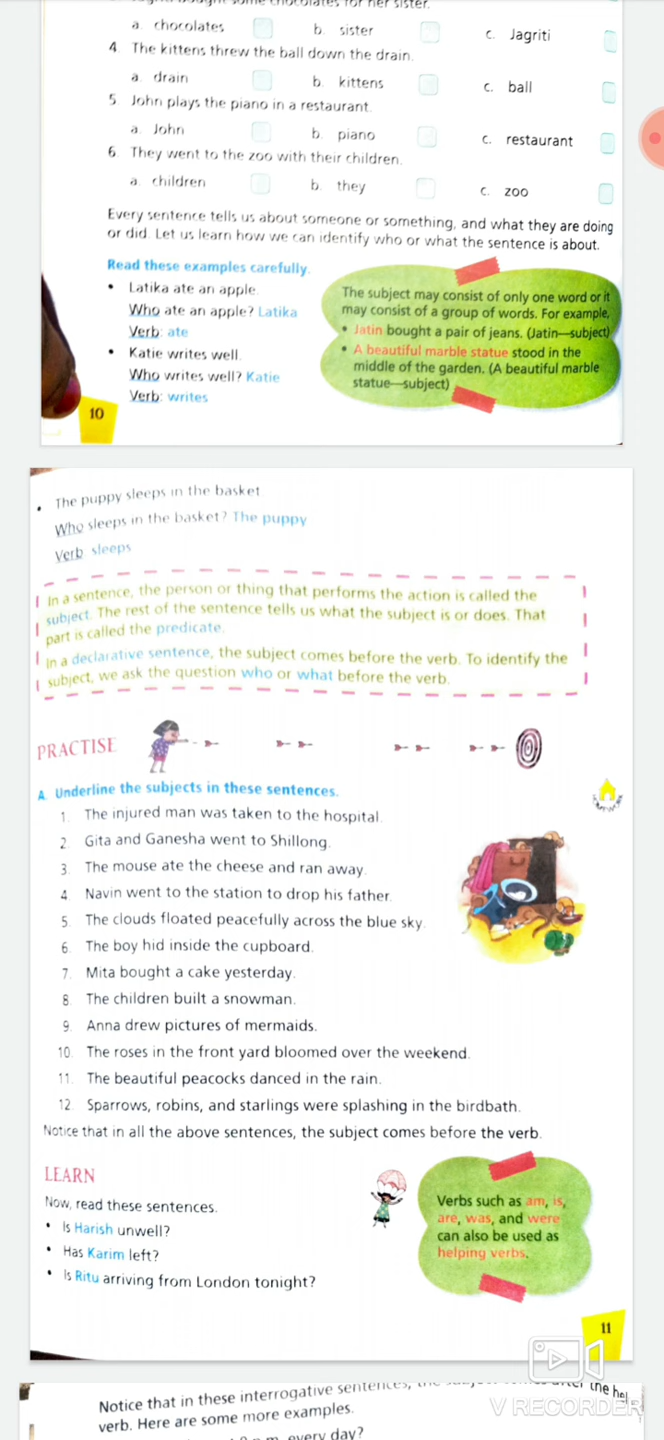 bought some chocolates for her sister.
a. chocolates b. sister c. Jagriti
4. The kittens threw the ball down the drain.
a. drain b. kittens c. ball
5. John plays the piano in a restaurant.
a. John b. piano c. restaurant
6. They went to the zoo with their children.
a. children b. they c. zoo
Every sentence tells us about someone or something, and what they are doing
or did. Let us learn how we can identify who or what the sentence is about.
Read these examples carefully.
• Latika ate an apple.
Who ate an apple? Latika
Verb: ate
• Katie writes well.
Who writes well? Katie
Verb: writes
The subject may consist of only one word or it
may consist of a group of words. For example,
• Jatin bought a pair of jeans. (Jatin—subject)
• A beautiful marble statue stood in the
middle of the garden. (A beautiful marble
statue—subject)
10
• The puppy sleeps in the basket
Who sleeps in the basket? The puppy
Verb sleeps
In a sentence, the person or thing that performs the action is called the
subject. The rest of the sentence tells us what the subject is or does. That
part is called the predicate.
In a declarative sentence, the subject comes before the verb. To identify the
subject, we ask the question who or what before the verb.
PRACTISE
A. Underline the subjects in these sentences.
1. The injured man was taken to the hospital.
2. Gita and Ganesha went to Shillong.
3. The mouse ate the cheese and ran away.
4. Navin went to the station to drop his father.
5. The clouds floated peacefully across the blue sky.
6. The boy hid inside the cupboard.
7. Mita bought a cake yesterday.
8. The children built a snowman.
9. Anna drew pictures of mermaids.
10. The roses in the front yard bloomed over the weekend.
11. The beautiful peacocks danced in the rain.
12. Sparrows, robins, and starlings were splashing in the birdbath.
Notice that in all the above sentences, the subject comes before the verb.
LEARN
Now, read these sentences.
• Is Harish unwell?
• Has Karim left?
• Is Ritu arriving from London tonight?
Verbs such as am, is,
are, was, and were
can also be used as
helping verbs.
11
Notice that in these interrogative sentences, the
verb. Here are some more examples.
every day?
V RECORDER